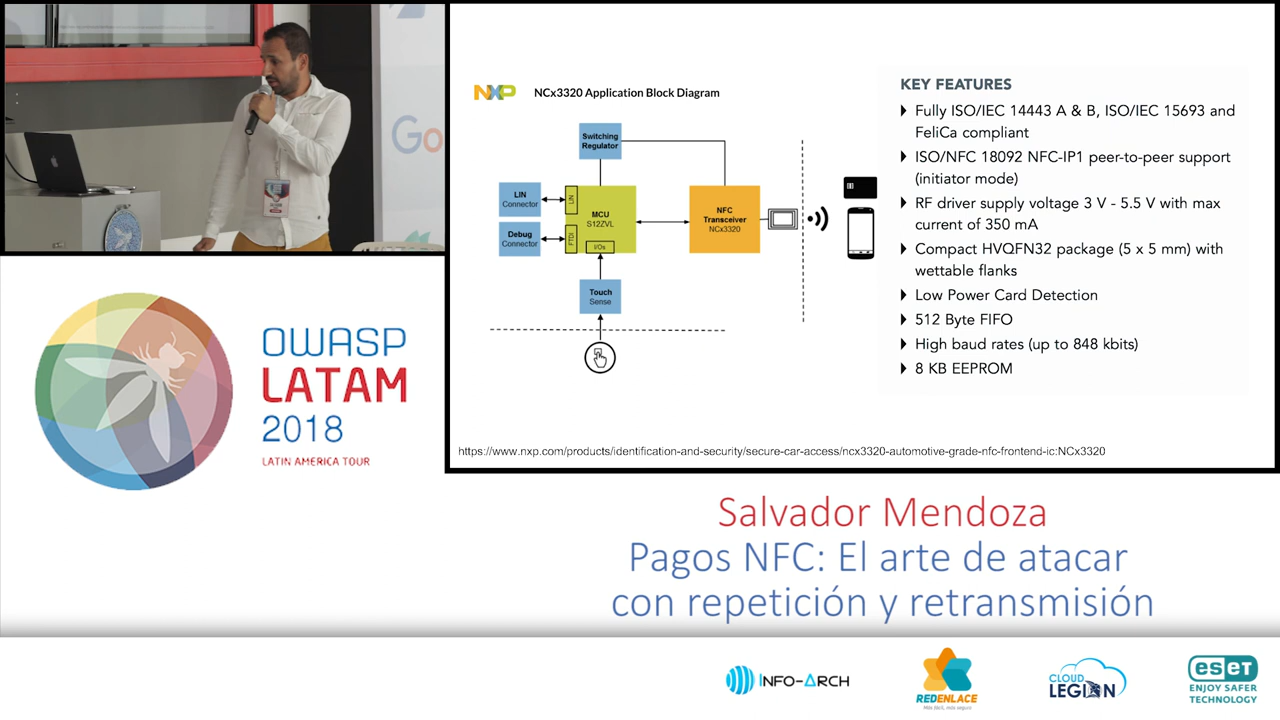 Go
NXP
NCx3320 Application Block Diagram
Switching
Regulator
LIN
Connector
LIN
MCU
S12ZVL
NFC
Transceiver
NCx3320
Debug
Connector
FTDI
I/Os
Touch
Sense
KEY FEATURES
Fully ISO/IEC 14443 A & B, ISO/IEC 15693 and
FeliCa compliant
ISO/NFC 18092 NFC-IP1 peer-to-peer support
(initiator mode)
RF driver supply voltage 3 V - 5.5 V with max
current of 350 mA
Compact HVQFN32 package (5 x 5 mm) with
wettable flanks
Low Power Card Detection
512 Byte FIFO
High baud rates (up to 848 kbits)
8 KB EEPROM
https://www.nxp.com/products/identification-and-security/secure-car-access/ncx3320-automotive-grade-nfc-frontend-ic:NCx3320
OWASP
LATAM
2018
LATIN AMERICA TOUR
Salvador Mendoza
Pagos NFC: El arte de atacar
con repetición y retransmisión
INFO-ARCH
REDENLACE
Más fácil, más seguro
CLOUD
LEGION
eseT
ENJOY SAFER
TECHNOLOGY